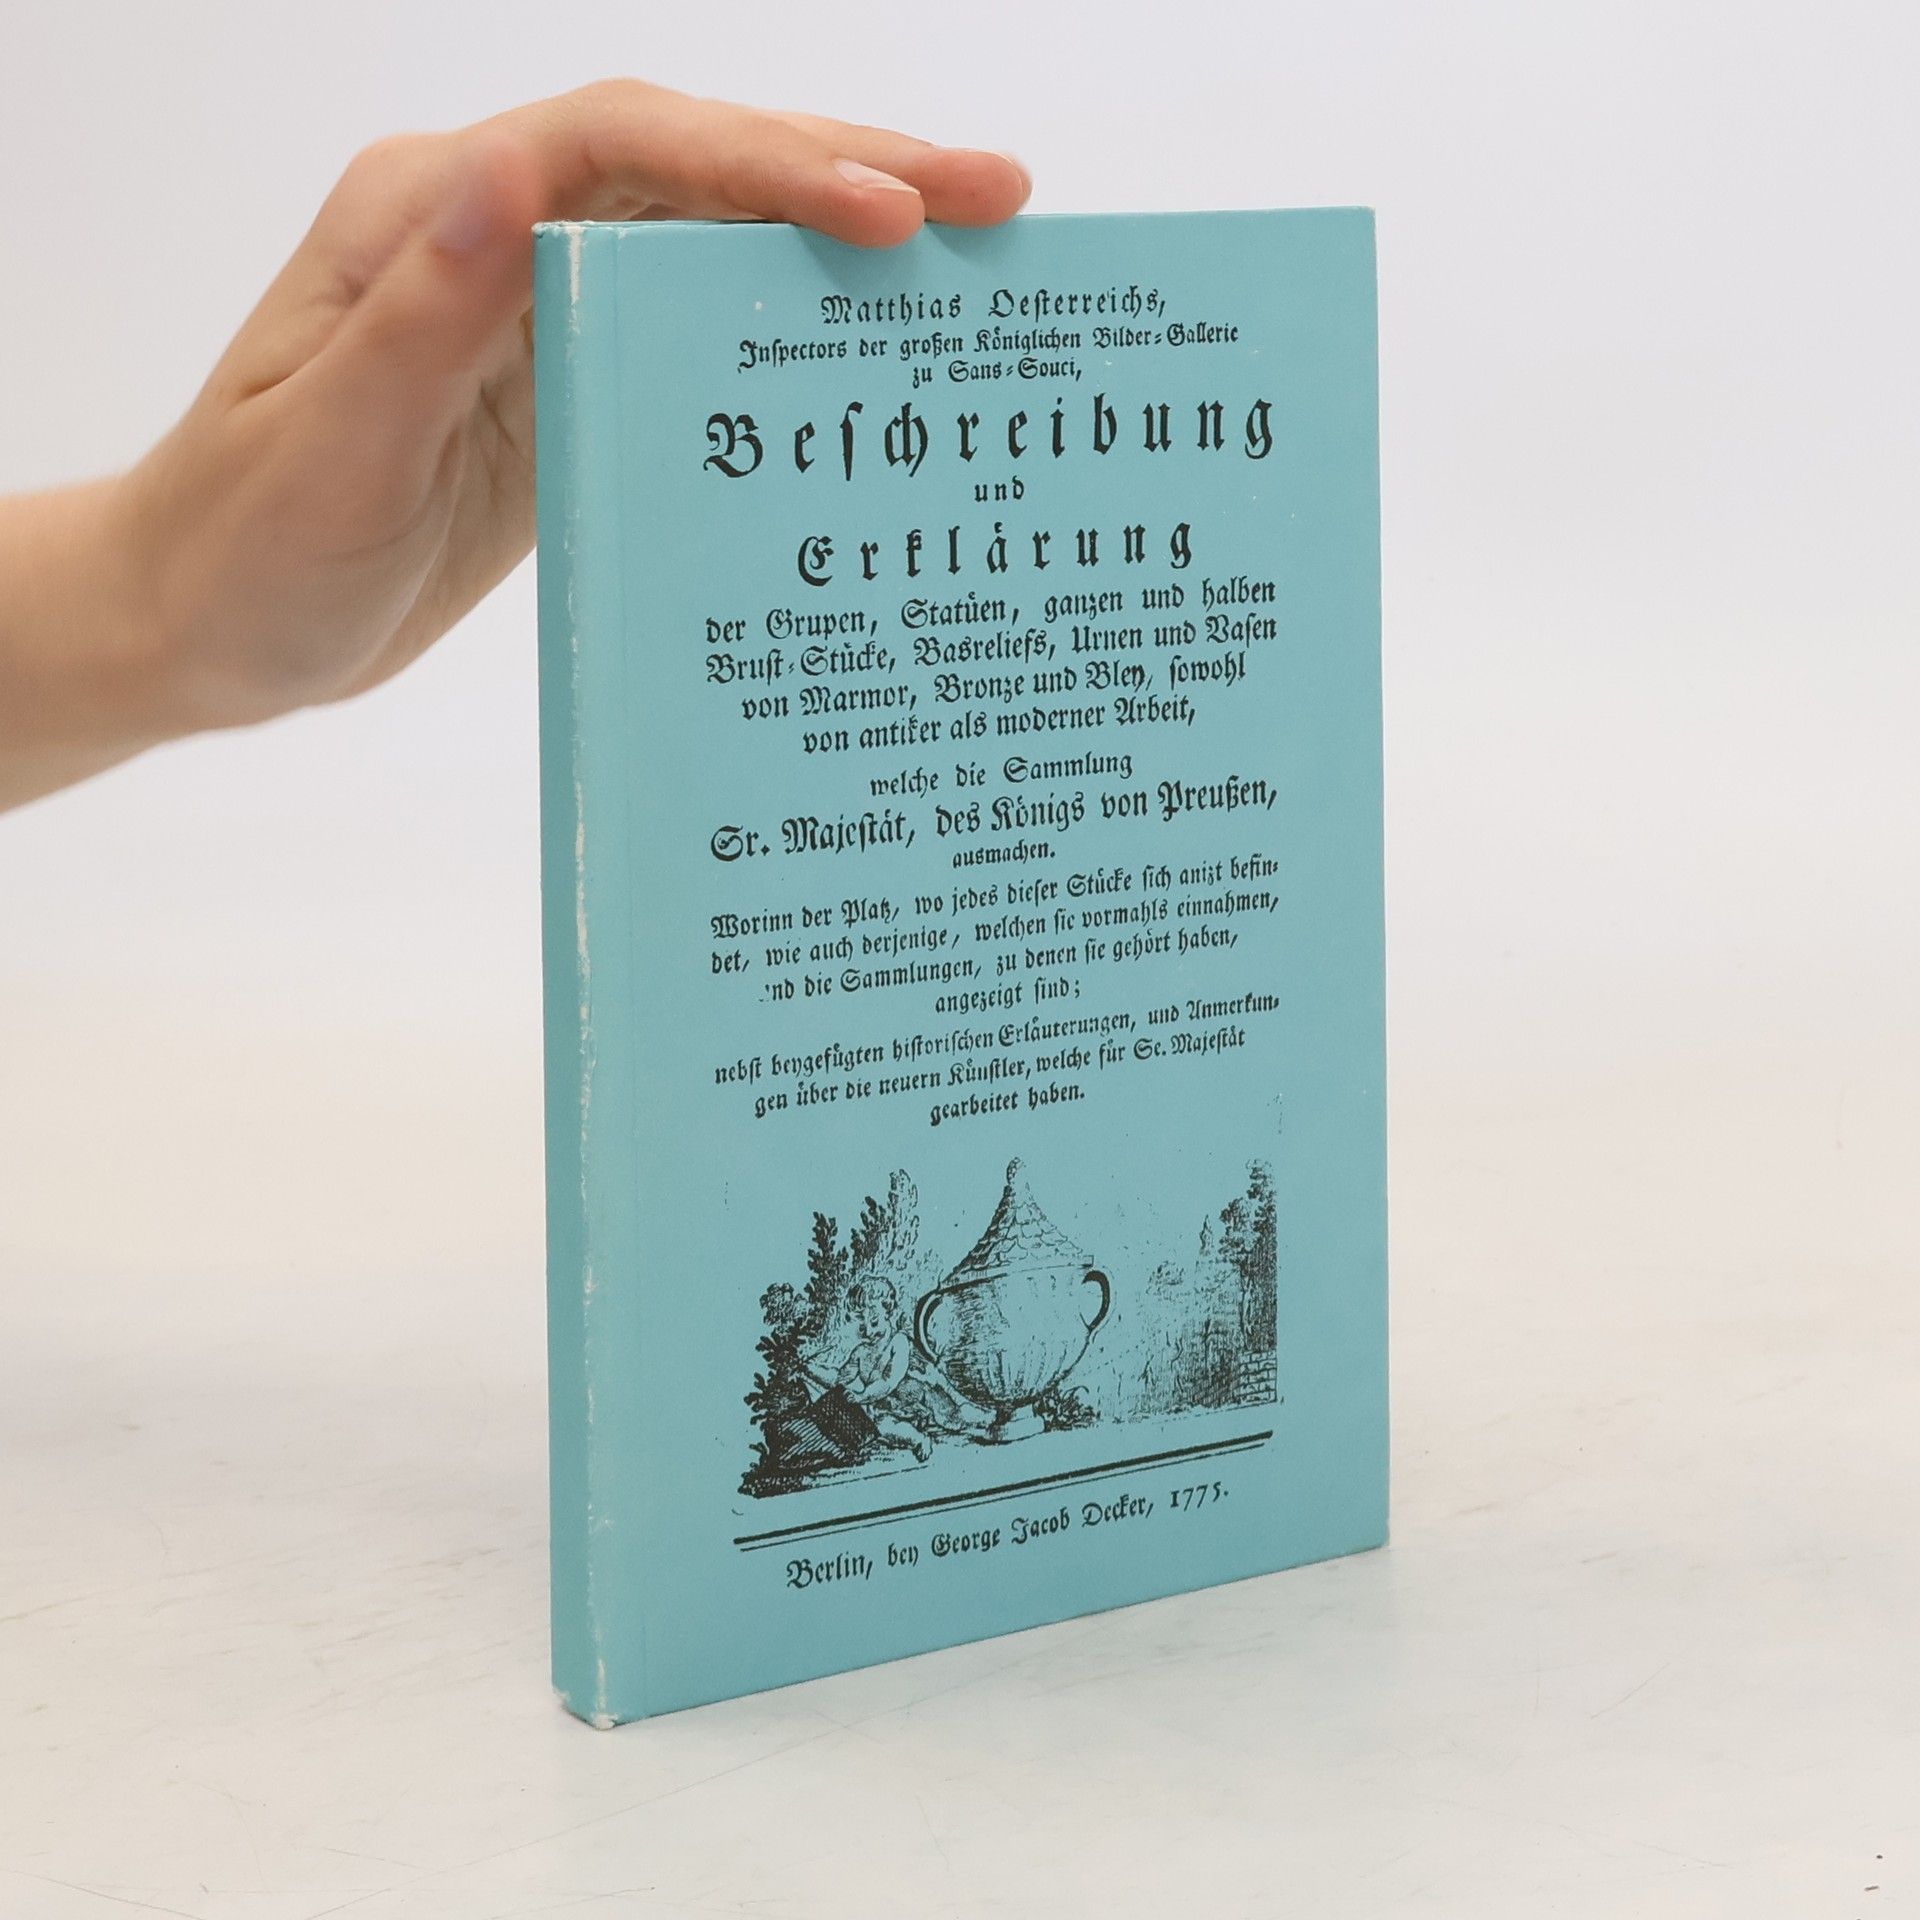 Matthias Oesterreichs,
Inspectors der großen Königlichen Bilder-Gallerie
zu Sans-Souci,
Beschreibung
und
Erklärung
der Grupen, Statüen, ganzen und halben
Brust-Stücke, Basreliefs, Urnen und Vasen
von Marmor, Bronze und Bley, sowohl
von antiker als moderner Arbeit,
welche die Sammlung
Sr. Majestät, des Königs von Preußen,
ausmachen.
Worinn der Platz, wo jedes dieser Stücke sich anizt befin-
det, wie auch derjenige, welchen sie vormahls einnahmen,
und die Sammlungen, zu denen sie gehört haben,
angezeigt sind;
nebst beygefügten historischen Erläuterungen, und Anmerkun-
gen über die neuern Künstler, welche für Se. Majestät
gearbeitet haben.
Berlin, bey George Jacob Decker, 1775.